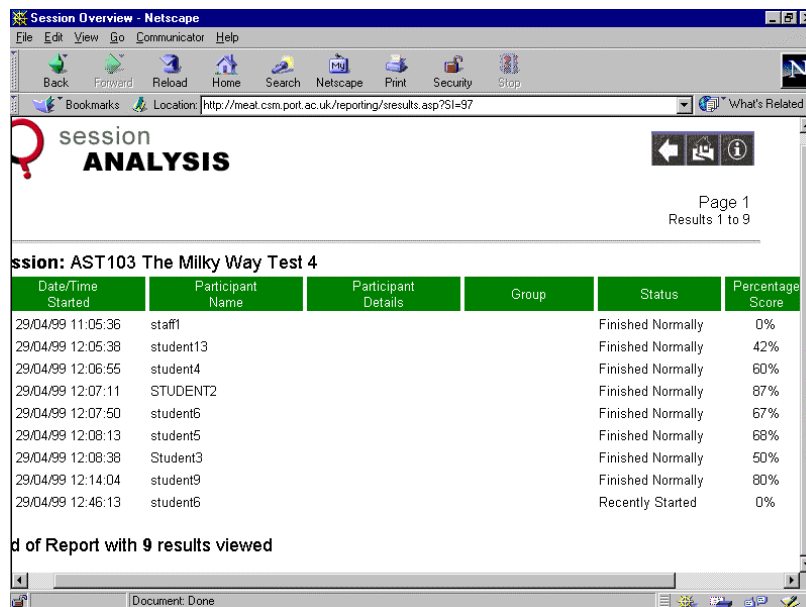 Session Overview - Netscape
File Edit View Go Communicator Help
Back Forward Reload Home Search Netscape Print Security Stop
Bookmarks Location: http://meat.csm.port.ac.uk/reporting/sresults.asp?SI=97 What's Related
session
ANALYSIS
Page 1
Results 1 to 9
ssion: AST103 The Milky Way Test 4
Date/Time Started Participant Name Participant Details Group Status Percentage Score
29/04/99 11:05:36 staff1 Finished Normally 0%
29/04/99 12:05:38 student13 Finished Normally 42%
29/04/99 12:06:55 student4 Finished Normally 60%
29/04/99 12:07:11 STUDENT2 Finished Normally 87%
29/04/99 12:07:50 student6 Finished Normally 67%
29/04/99 12:08:13 student5 Finished Normally 68%
29/04/99 12:08:38 Student3 Finished Normally 50%
29/04/99 12:14:04 student9 Finished Normally 80%
29/04/99 12:46:13 student6 Recently Started 0%
d of Report with 9 results viewed
Document: Done